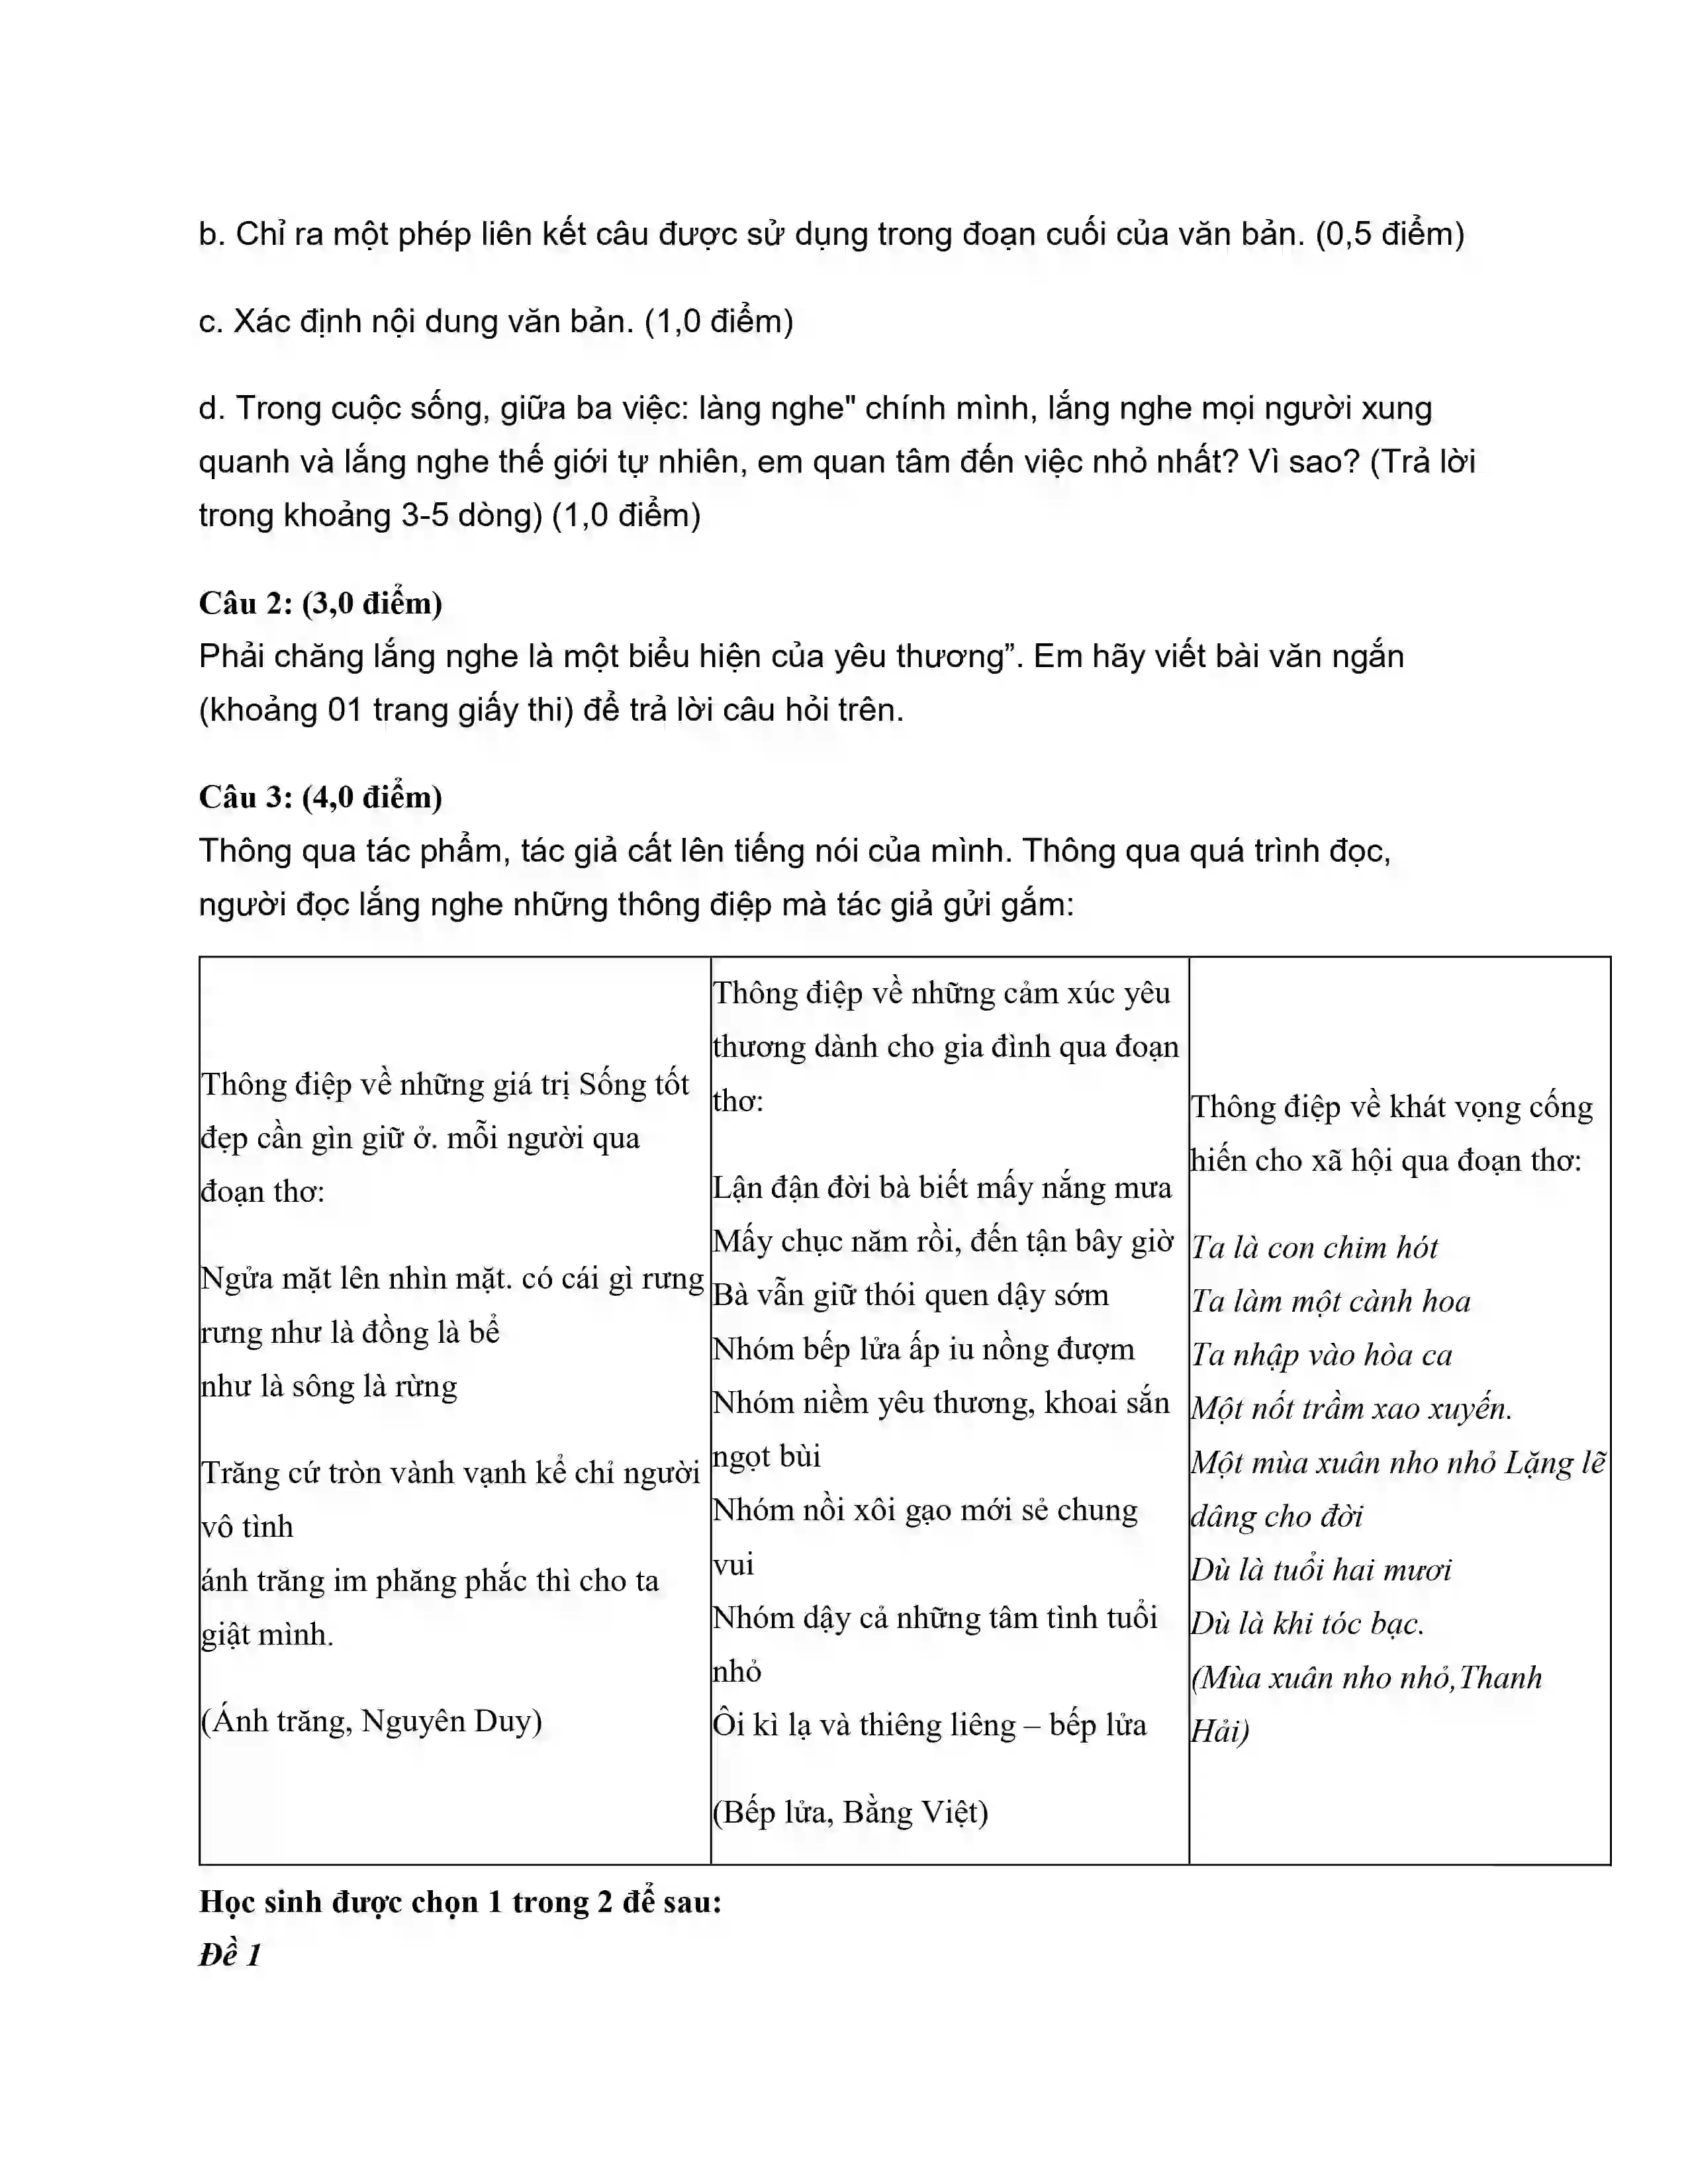 b. Chỉ ra một phép liên kết câu được sử dụng trong đoạn cuối của văn bản. (0,5 điểm)
c. Xác định nội dung văn bản. (1,0 điểm)
d. Trong cuộc sống, giữa ba việc: làng nghe" chính mình, lắng nghe mọi người xung
quanh và lắng nghe thế giới tự nhiên, em quan tâm đến việc nhỏ nhất? Vì sao? (Trả lời
trong khoảng 3-5 dòng) (1,0 điểm)
Câu 2: (3,0 điểm)
Phải chăng lắng nghe là một biểu hiện của yêu thương”. Em hãy viết bài văn ngắn
(khoảng 01 trang giấy thi) để trả lời câu hỏi trên.
Câu 3: (4,0 điểm)
Thông qua tác phẩm, tác giả cất lên tiếng nói của mình. Thông qua quá trình đọc,
người đọc lắng nghe những thông điệp mà tác giả gửi gắm:
Thông điệp về những giá trị Sống tốt
đẹp cần gìn giữ ở. mỗi người qua
đoạn thơ:
Ngửa mặt lên nhìn mặt. có cái gì rưng
rưng như là đồng là bể
như là sông là rừng
Trăng cứ tròn vành vạnh kể chỉ người
vô tình
ánh trăng im phăng phắc thì cho ta
giật mình.
(Ánh trăng, Nguyên Duy)
Thông điệp về những cảm xúc yêu
thương dành cho gia đình qua đoạn
thơ:
Lận đận đời bà biết mấy nắng mưa
Mấy chục năm rồi, đến tận bây giờ
Bà vẫn giữ thói quen dậy sớm
Nhóm bếp lửa ấp iu nồng đượm
Nhóm niềm yêu thương, khoai sắn
ngọt bùi
Nhóm nồi xôi gạo mới sẻ chung
vui
Nhóm dậy cả những tâm tình tuổi
nhỏ
Ôi kì lạ và thiêng liêng – bếp lửa
(Bếp lửa, Bằng Việt)
Thông điệp về khát vọng cống
hiến cho xã hội qua đoạn thơ:
Ta là con chim hót
Ta làm một cành hoa
Ta nhập vào hòa ca
Một nốt trầm xao xuyến.
Một mùa xuân nho nhỏ Lặng lẽ
dâng cho đời
Dù là tuổi hai mươi
Dù là khi tóc bạc.
(Mùa xuân nho nhỏ,Thanh
Hải)
Học sinh được chọn 1 trong 2 để sau:
Đề 1